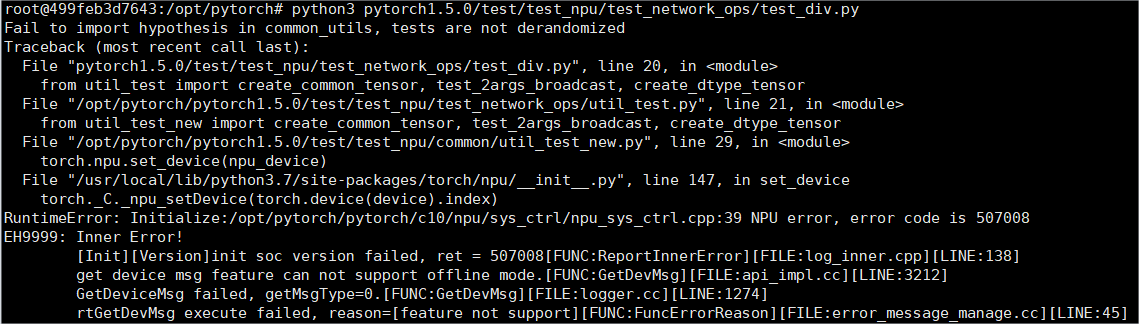 root@499feb3d7643:/opt/pytorch# python3 pytorch1.5.0/test/test_npu/test_network_ops/test_div.py
Fail to import hypothesis in common_utils, tests are not derandomized
Traceback (most recent call last):
  File "pytorch1.5.0/test/test_npu/test_network_ops/test_div.py", line 20, in <module>
    from util_test import create_common_tensor, test_2args_broadcast, create_dtype_tensor
  File "/opt/pytorch/pytorch1.5.0/test/test_npu/test_network_ops/util_test.py", line 21, in <module>
    from util_test_new import create_common_tensor, test_2args_broadcast, create_dtype_tensor
  File "/opt/pytorch/pytorch1.5.0/test/test_npu/common/util_test_new.py", line 29, in <module>
    torch.npu.set_device(npu_device)
  File "/usr/local/lib/python3.7/site-packages/torch/npu/__init__.py", line 147, in set_device
    torch._C._npu_setDevice(torch.device(device).index)
RuntimeError: Initialize:/opt/pytorch/pytorch/c10/npu/sys_ctrl/npu_sys_ctrl.cpp:39 NPU error, error code is 507008
EH9999: Inner Error!
        [Init][Version]init soc version failed, ret = 507008[FUNC:ReportInnerError][FILE:log_inner.cpp][LINE:138]
        get device msg feature can not support offline mode.[FUNC:GetDevMsg][FILE:api_impl.cc][LINE:3212]
        GetDeviceMsg failed, getMsgType=0.[FUNC:GetDevMsg][FILE:logger.cc][LINE:1274]
        rtGetDevMsg execute failed, reason=[feature not support][FUNC:FuncErrorReason][FILE:error_message_manage.cc][LINE:45]